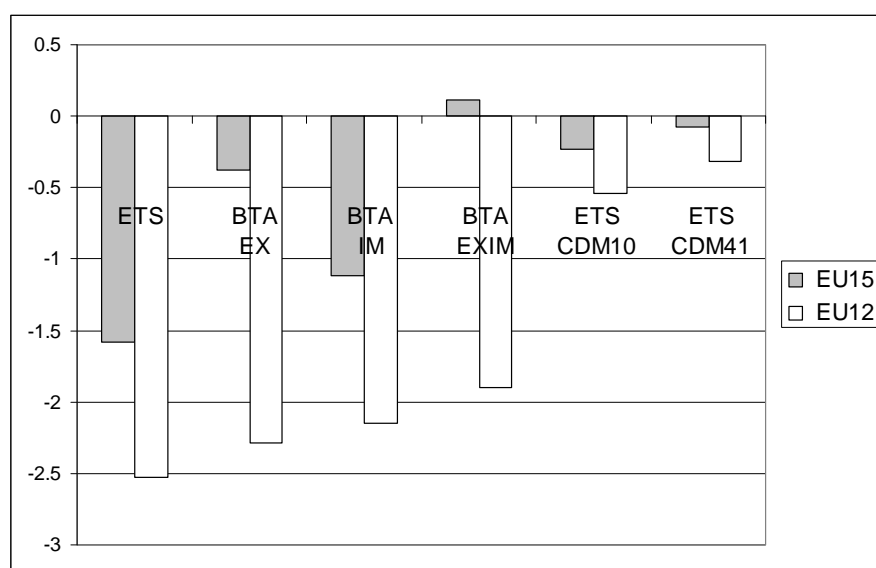 0.5
0
-0.5
-1
-1.5
-2
-2.5
-3
ETS
BTA
EX
BTA
IM
BTA
EXIM
ETS
CDM10
ETS
CDM41
EU15
EU12